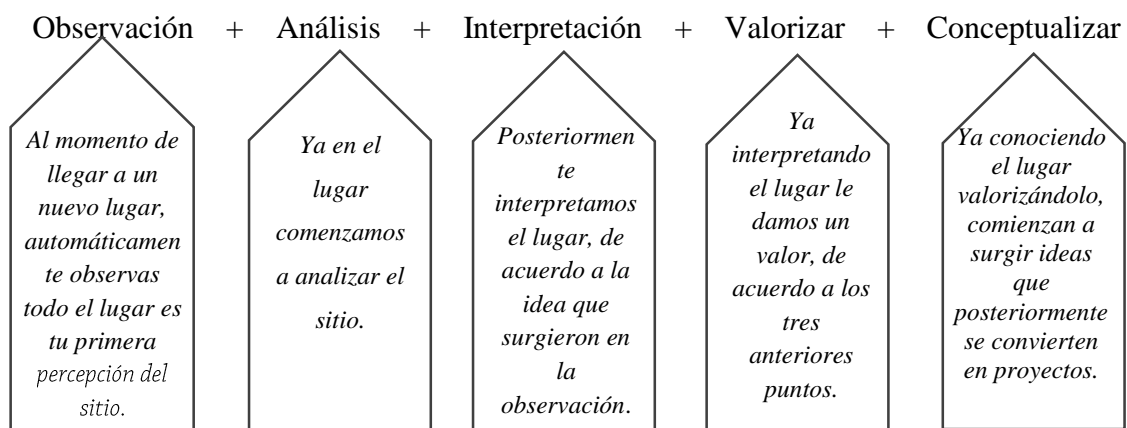 Observación + Análisis + Interpretación + Valorizar + Conceptualizar
Al momento de
llegar a un
nuevo lugar,
automáticamen
te observas
todo el lugar es
tu primera
percepción del
sitio.
Ya en el
lugar
comenzamos
a analizar el
sitio.
Posteriormen
te
interpretamos
el lugar, de
acuerdo a la
idea que
surgieron en
la
observación.
Ya
interpretando
el lugar le
damos un
valor, de
acuerdo a los
tres
anteriores
puntos.
Ya conociendo
el lugar
valorizándolo,
comienzan a
surgir ideas
que
posteriormente
se convierten
en proyectos.